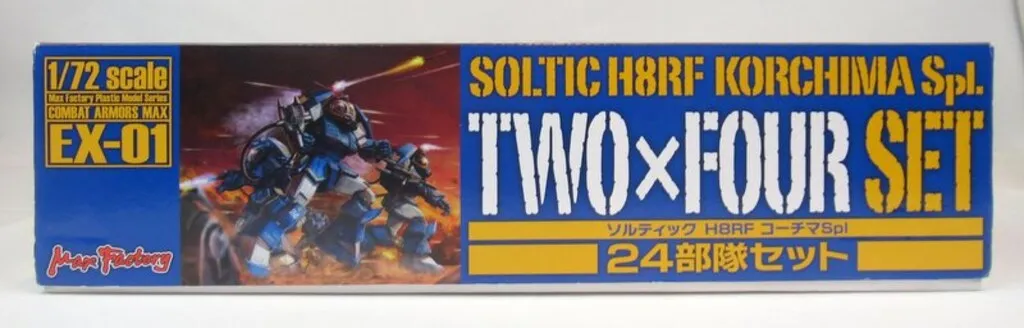 1/72 scale
Max Factory Plastic Model Series
COMBAT ARMORS MAX
EX-01
Max Factory
SOLTIC H8RF KORCHIMA Spl.
TWO×FOUR SET
ソルティック H8RF コーチマSpl
24部隊セット